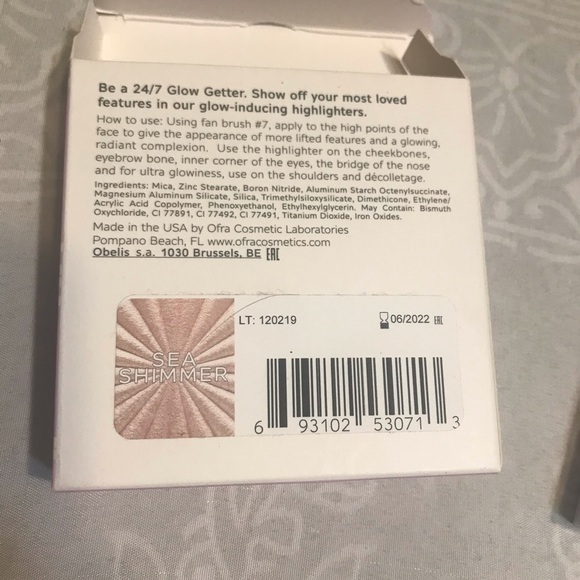 Be a 24/7 Glow Getter. Show off your most loved
features in our glow-inducing highlighters.
How to use: Using fan brush #7, apply to the high points of the
face to give the appearance of more lifted features and a glowing,
radiant complexion. Use the highlighter on the cheekbones,
eyebrow bone, inner corner of the eyes, the bridge of the nose
and for ultra glowiness, use on the shoulders and décolletage.
Ingredients: Mica, Zinc Stearate, Boron Nitride, Aluminum Starch Octenylsuccinate,
Magnesium Aluminum Silicate, Silica, Trimethylsiloxysilicate, Dimethicone, Ethylene/
Acrylic Acid Copolymer, Phenoxyethanol, Ethylhexylglycerin. May Contain: Bismuth
Oxychloride, CI 77891, CI 77492, CI 77491, Titanium Dioxide, Iron Oxides.
Made in the USA by Ofra Cosmetic Laboratories
Pompano Beach, FL www.ofracosmetics.com
Obelis s.a. 1030 Brussels, BE EAC
LT: 120219
06/2022 EAC
SEA
SHIMMER
6 93102 53071 3